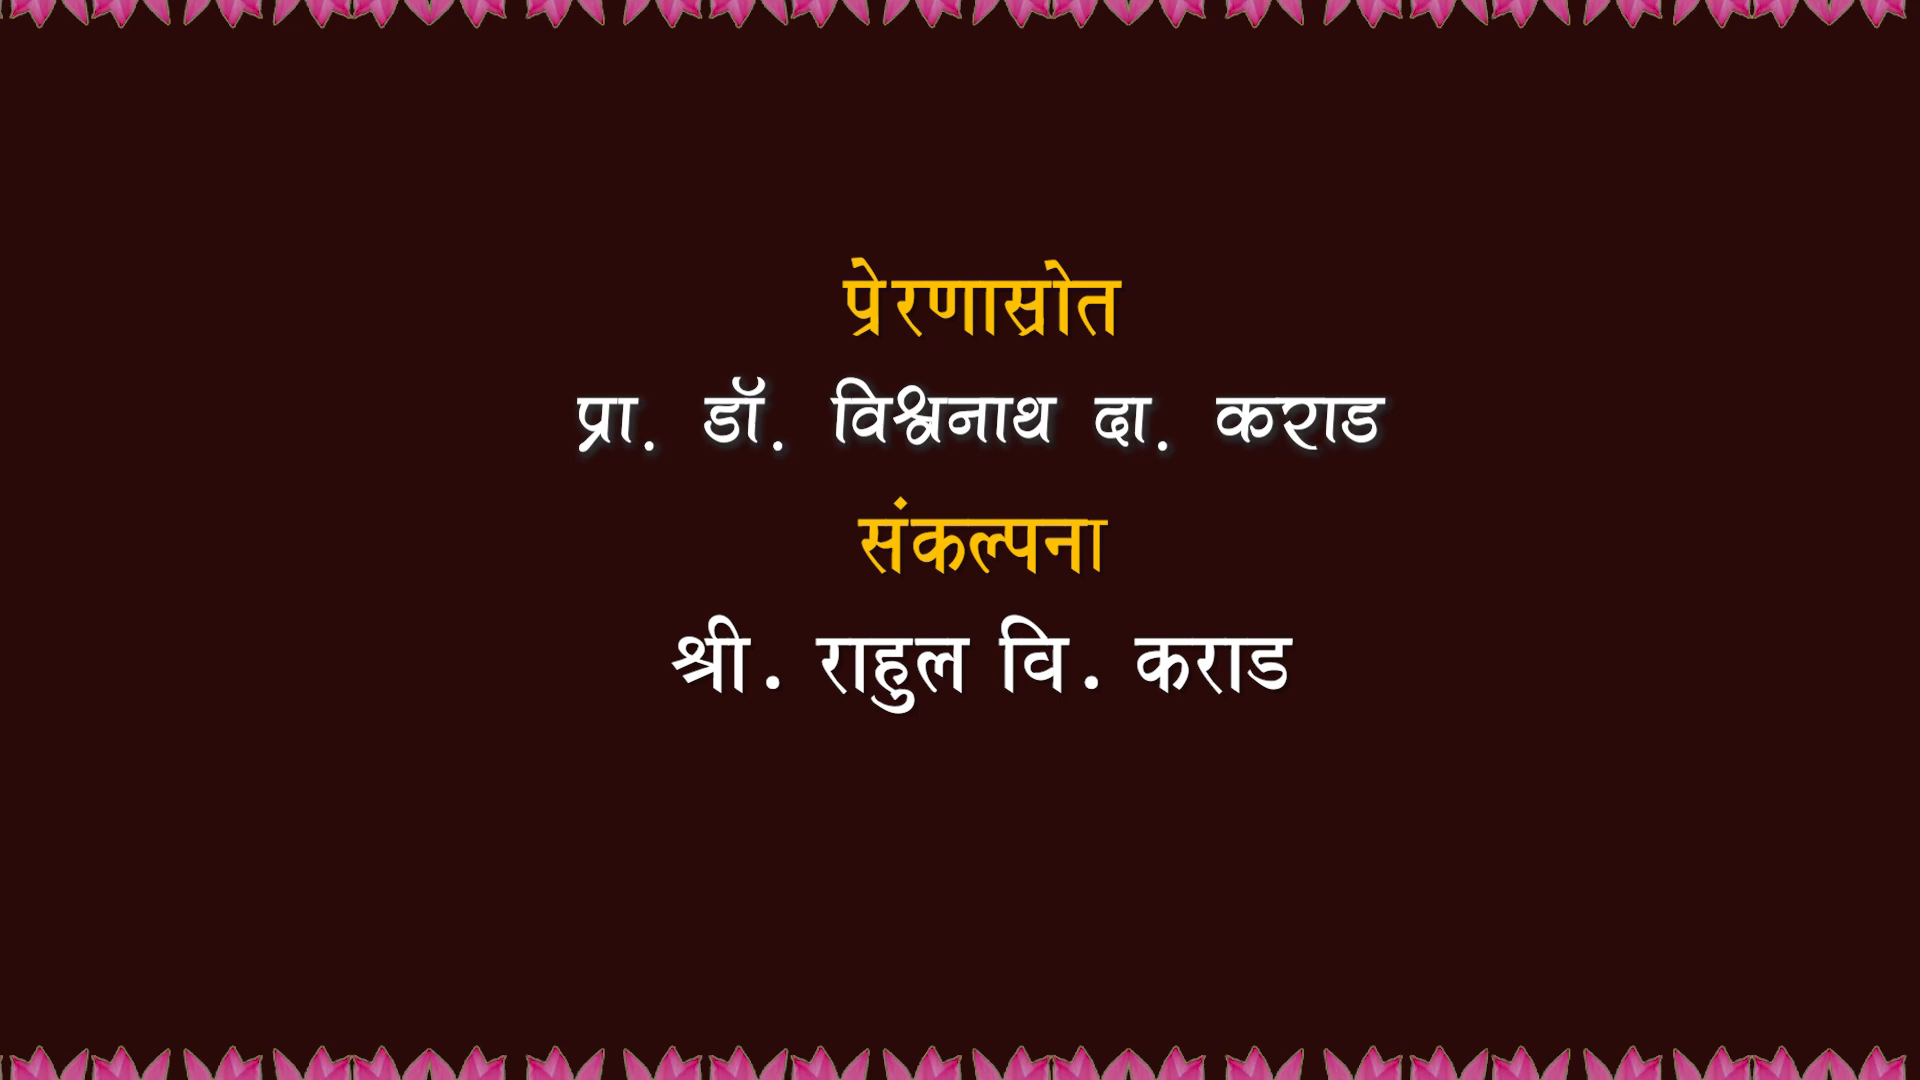 प्रेरणास्रोत
प्रा. डॉ. विश्वनाथ दा. कराड
संकल्पना
श्री. राहुल वि. कराड